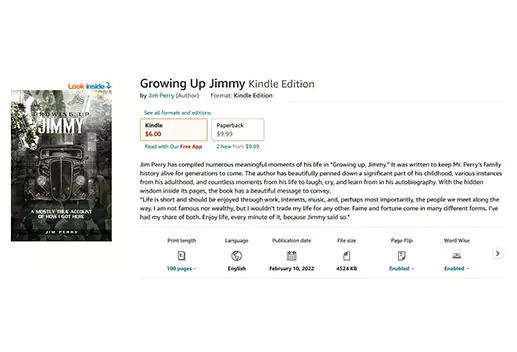 Look inside
GROWING UP
JIMMY
A MOSTLY TRUE ACCOUNT
OF HOW I GOT HERE
JIM PERRY
Growing Up Jimmy Kindle Edition
by Jim Perry (Author) Format: Kindle Edition
See all formats and editions
Kindle
$6.00
Paperback
$9.99
Read with Our Free App
2 New from $9.99
Jim Perry has compiled numerous meaningful moments of his life in "Growing up, Jimmy." It was written to keep Mr. Perry's family
history alive for generations to come. The author has beautifully penned down a significant part of his childhood, various instances
from his adulthood, and countless moments from his life to laugh, cry, and learn from in his autobiography. With the hidden
wisdom inside its pages, the book has a beautiful message to convey,
"Life is short and should be enjoyed through work, interests, music, and, perhaps most importantly, the people we meet along the
way. I am not famous nor wealthy, but I wouldn't trade my life for any other. Fame and fortune come in many different forms. I've
had my share of both. Enjoy life, every minute of it, because Jimmy said so."
Print length
100 pages
Language
English
Publication date
February 10, 2022
File size
4524 KB
Page Flip
Enabled
Word Wise
Enabled